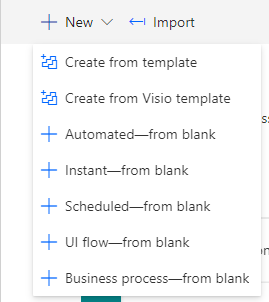 New
Import
Create from template
Create from Visio template
Automated—from blank
Instant—from blank
Scheduled—from blank
UI flow—from blank
Business process—from blank